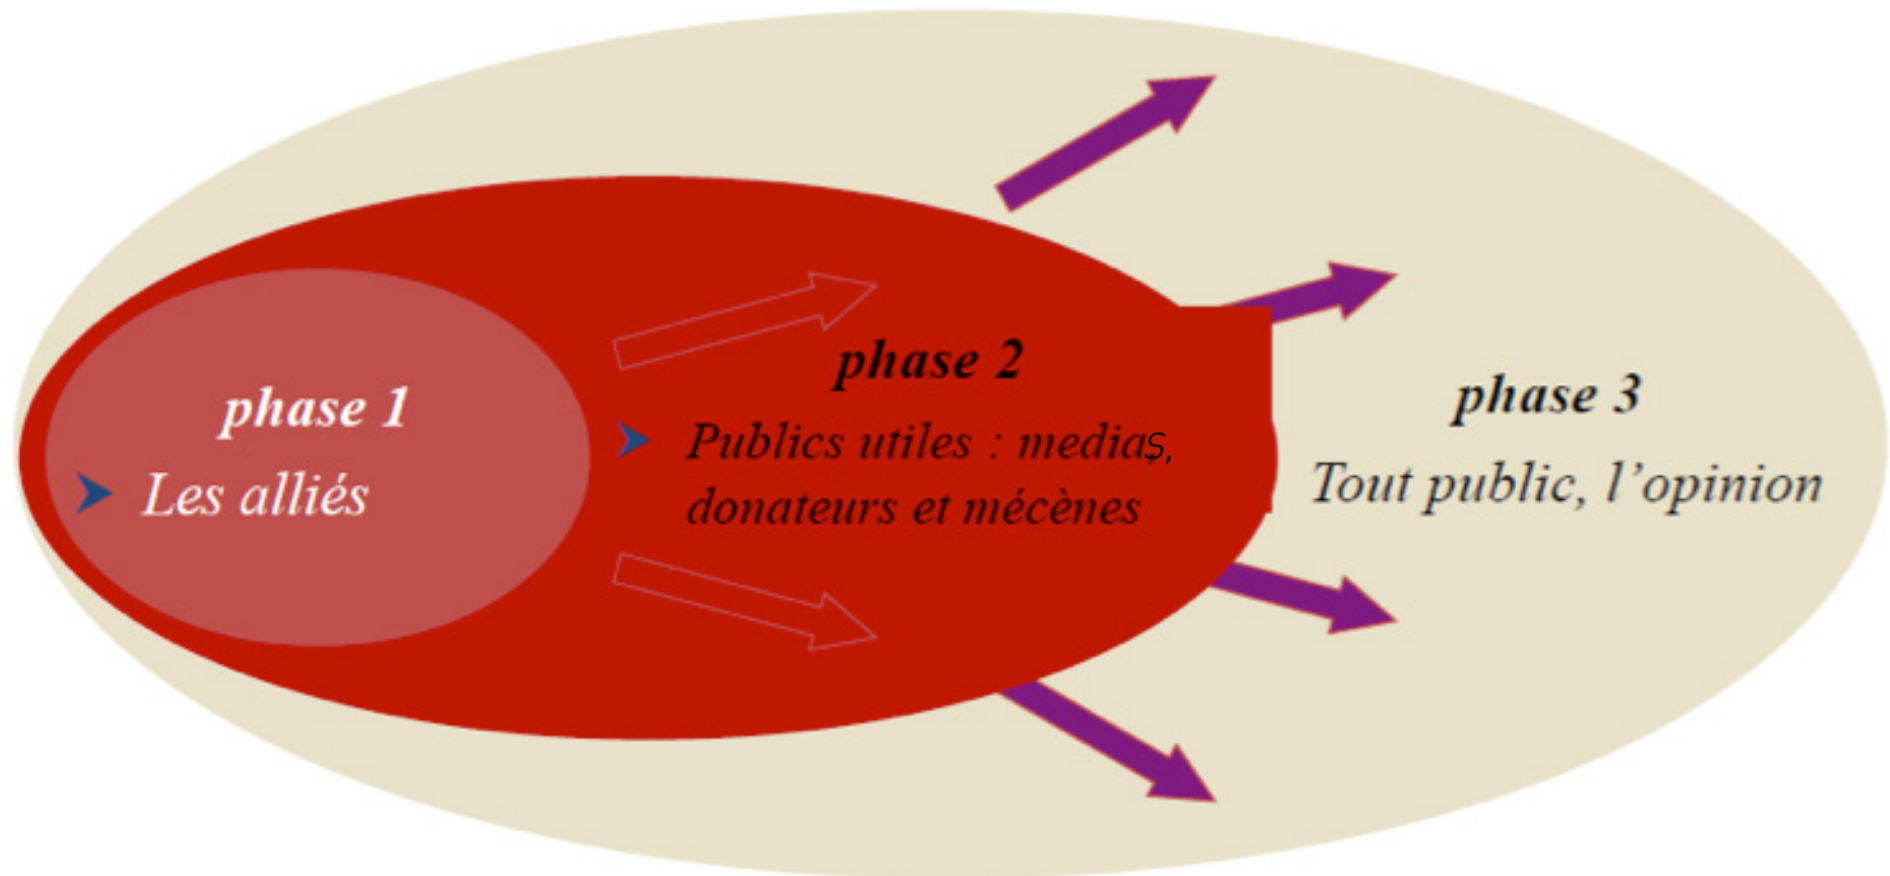 phase 1
Les alliés
phase 2
Publics utiles : medias,
donateurs et mécènes
phase 3
Tout public, l’opinion